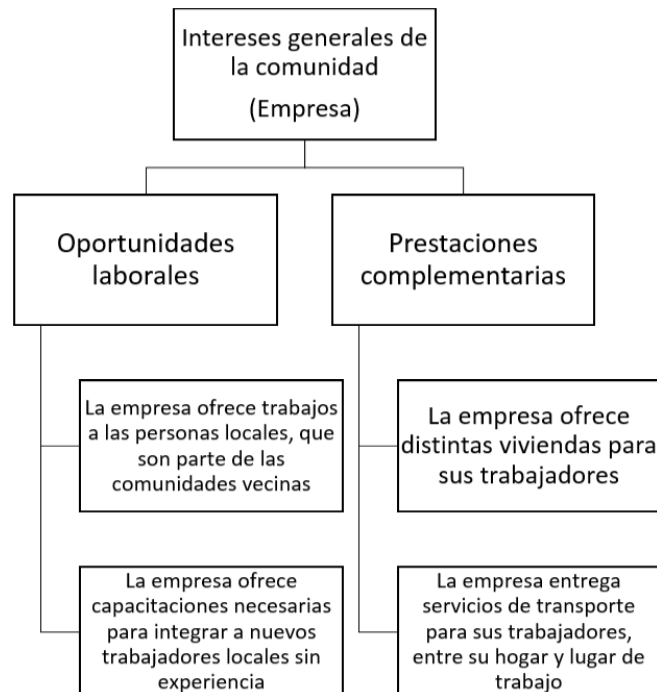 Intereses generales de
la comunidad
(Empresa)
Oportunidades
laborales
Prestaciones
complementarias
La empresa ofrece trabajos
a las personas locales, que
son parte de las
comunidades vecinas
La empresa ofrece
distintas viviendas para
sus trabajadores
La empresa ofrece
capacitaciones necesarias
para integrar a nuevos
trabajadores locales sin
experiencia
La empresa entrega
servicios de transporte
para sus trabajadores,
entre su hogar y lugar de
trabajo